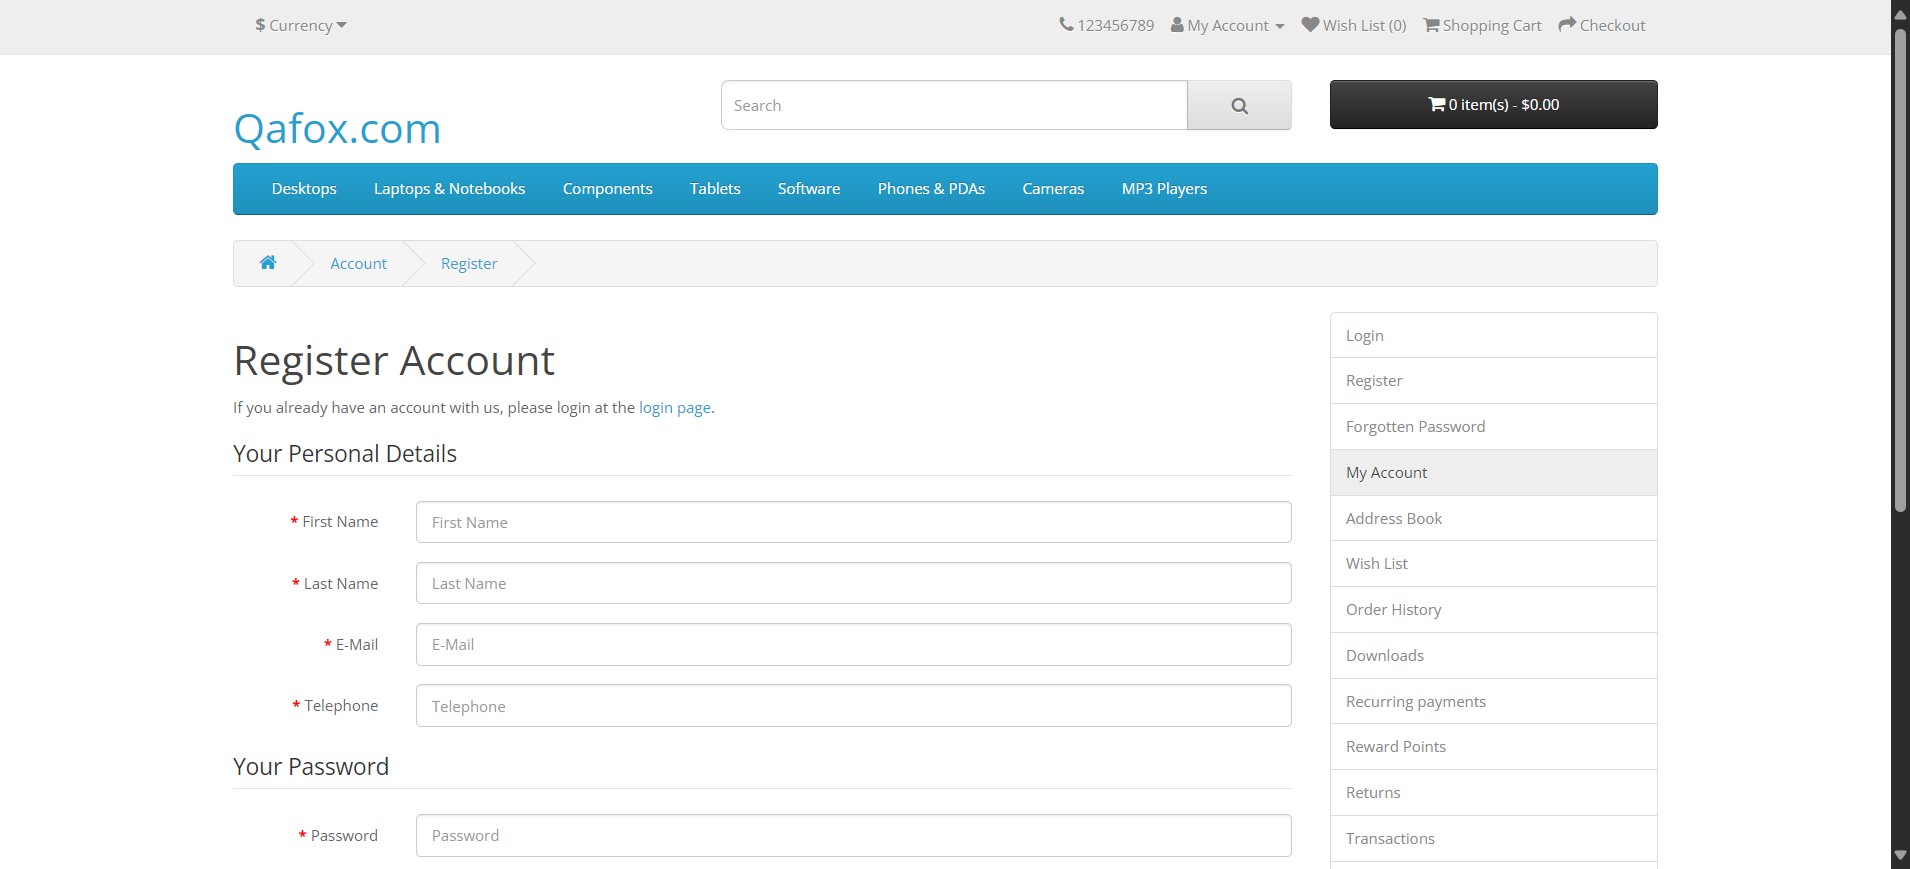 $ Currency
123456789 My Account Wish List (0) Shopping Cart Checkout
Qafox.com
Search
0 item(s) - $0.00
Desktops Laptops & Notebooks Components Tablets Software Phones & PDAs Cameras MP3 Players
Account Register
Register Account
If you already have an account with us, please login at the login page.
Your Personal Details
* First Name First Name
* Last Name Last Name
* E-Mail E-Mail
* Telephone Telephone
Your Password
* Password Password
Login
Register
Forgotten Password
My Account
Address Book
Wish List
Order History
Downloads
Recurring payments
Reward Points
Returns
Transactions